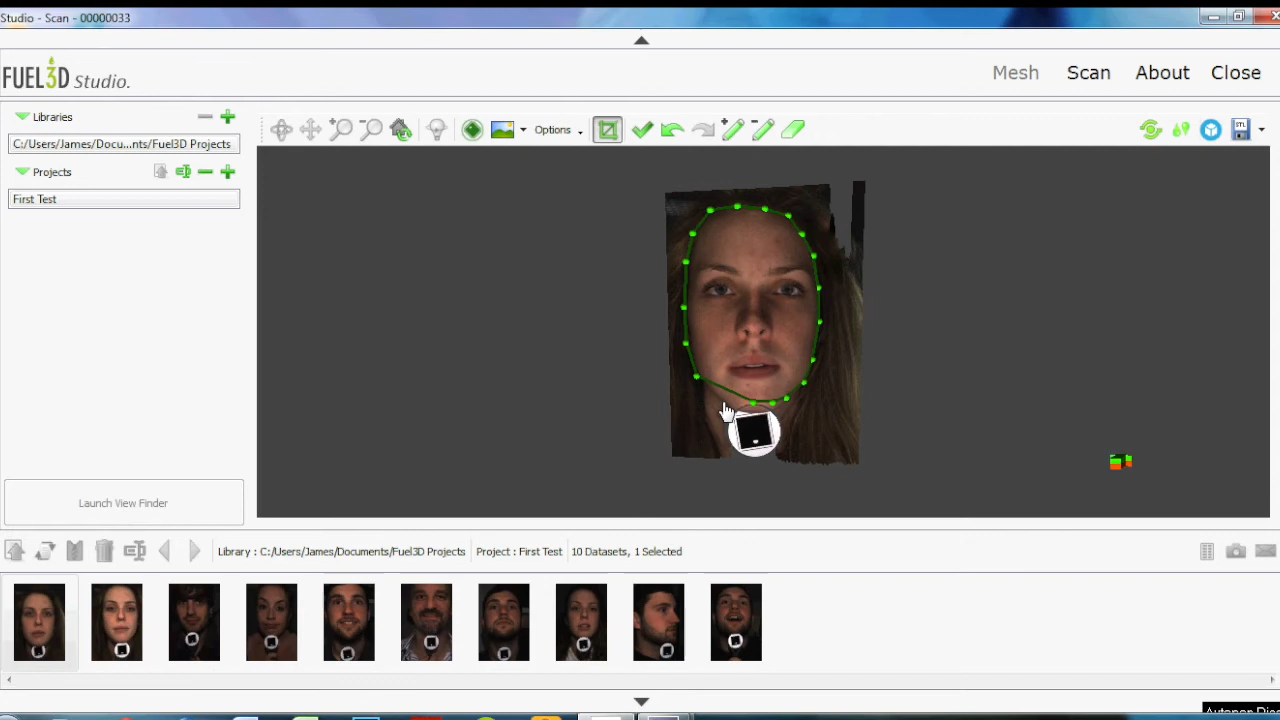 Studio - Scan - 00000033
FUEL3D Studio.
Mesh Scan About Close
Libraries
C:/Users/James/Docu...nts/Fuel3D Projects
Options
STL
Projects
First Test
Launch View Finder
Library : C:/Users/James/Documents/Fuel3D Projects Project : First Test 10 Datasets, 1 Selected